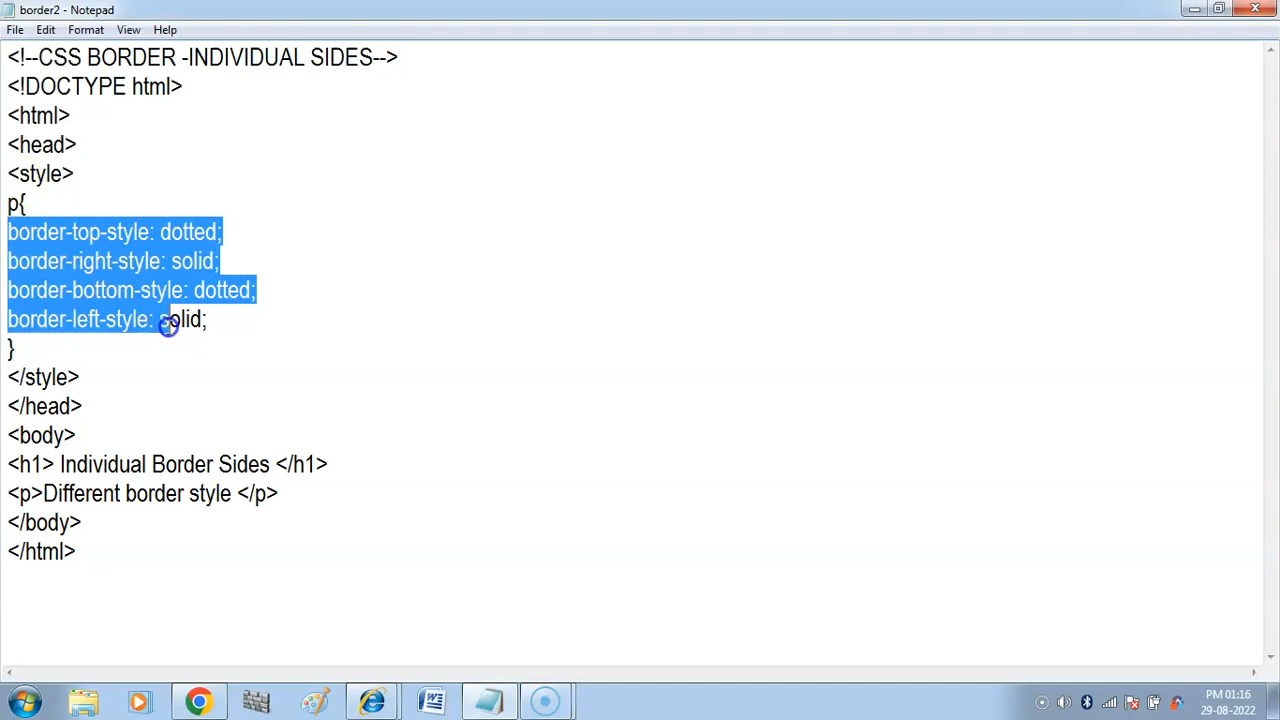 border2 - Notepad
File Edit Format View Help
<!--CSS BORDER -INDIVIDUAL SIDES-->
<!DOCTYPE html>
<html>
<head>
<style>
p{
border-top-style: dotted;
border-right-style: solid;
border-bottom-style: dotted;
border-left-style: solid;
}
</style>
</head>
<body>
<h1> Individual Border Sides </h1>
<p>Different border style </p>
</body>
</html>
PM 01:16
29-08-2022